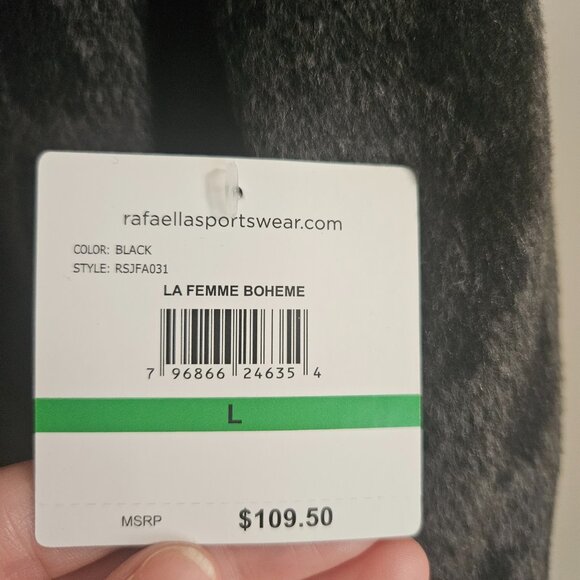 rafaellasportswear.com
COLOR: BLACK
STYLE: RSJFA031
LA FEMME BOHEME
7 96866 24635 4
L
MSRP $109.50